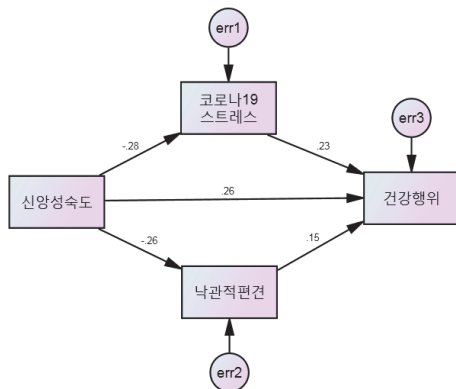 err1
코로나19
스트레스
err3
-.28
.23
신앙성숙도
.26
건강행위
-.26
.15
낙관적편견
err2